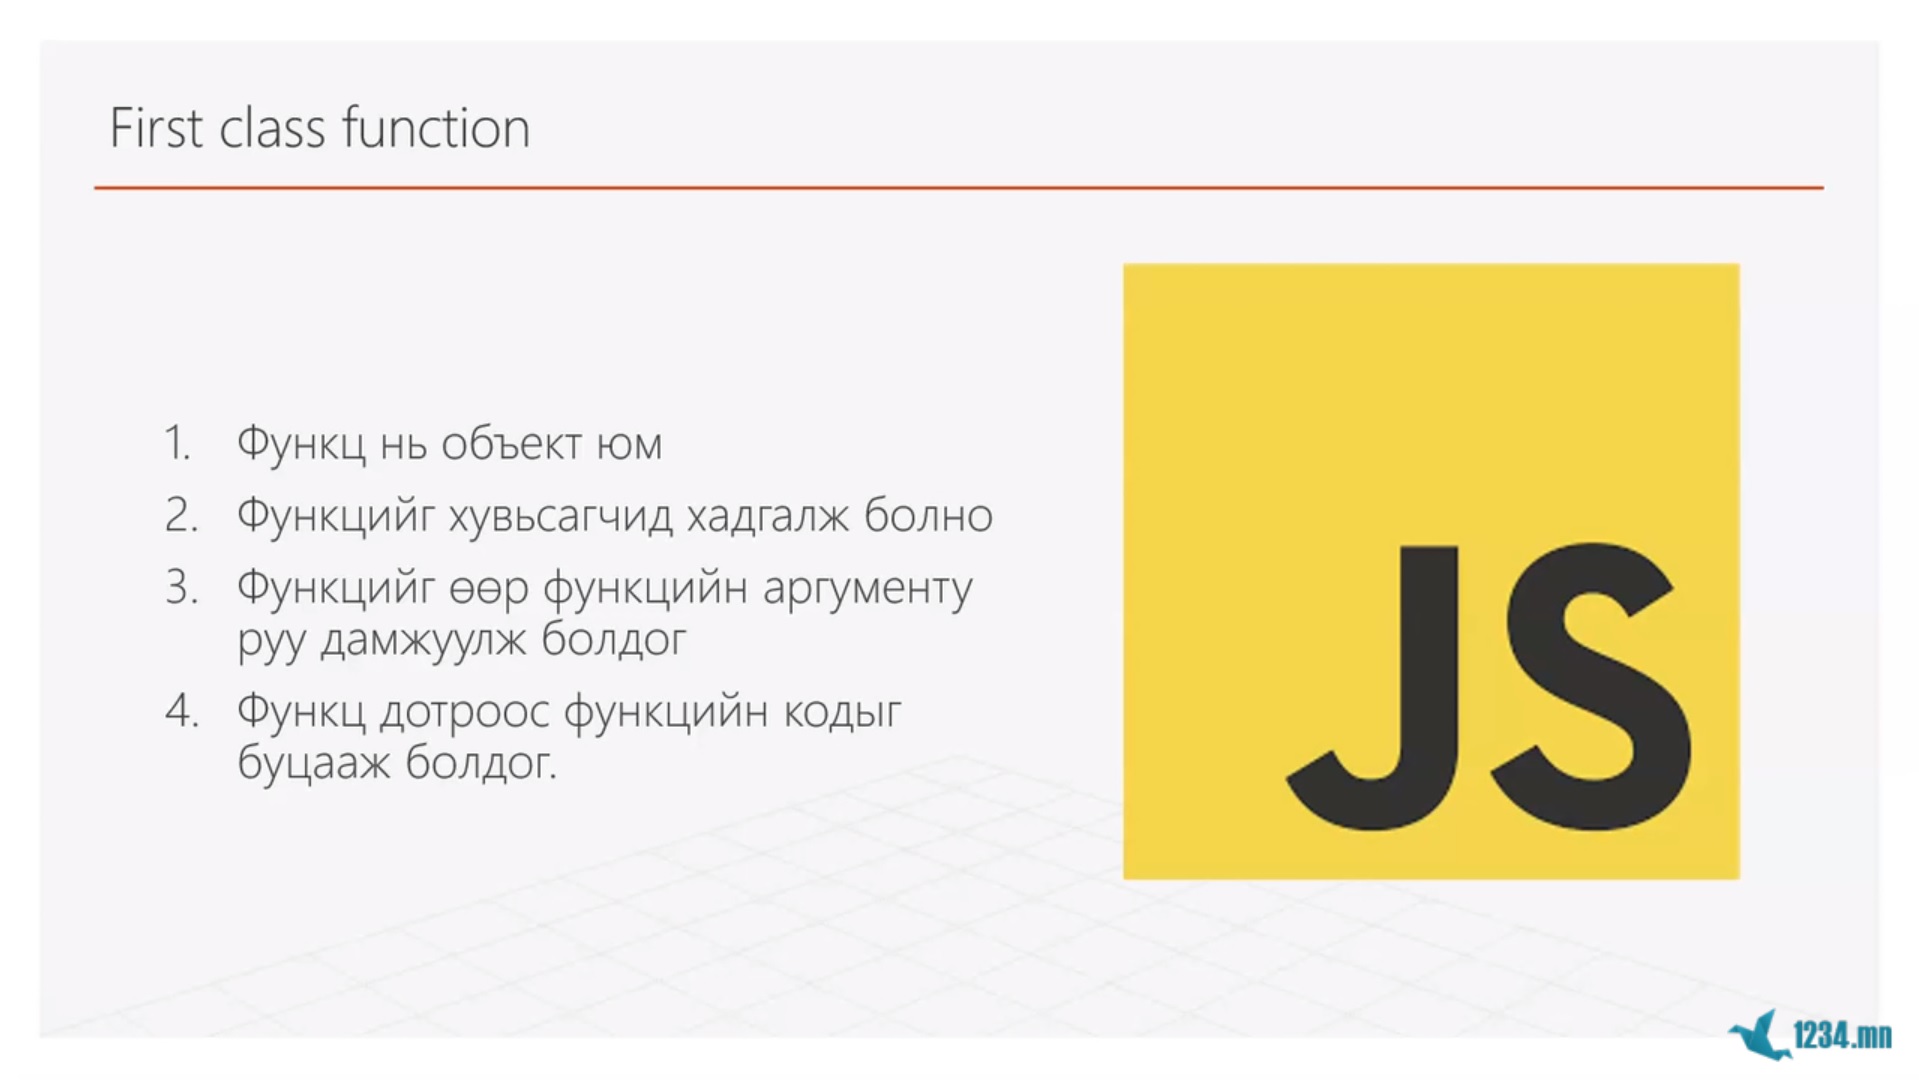 First class function
1. Функц нь объект юм
2. Функцийг хувьсагчид хадгалж болно
3. Функцийг өөр функцийн аргументу
руу дамжуулж болдог
4. Функц дотроос функцийн кодыг
буцааж болдог.
JS
1234.mn